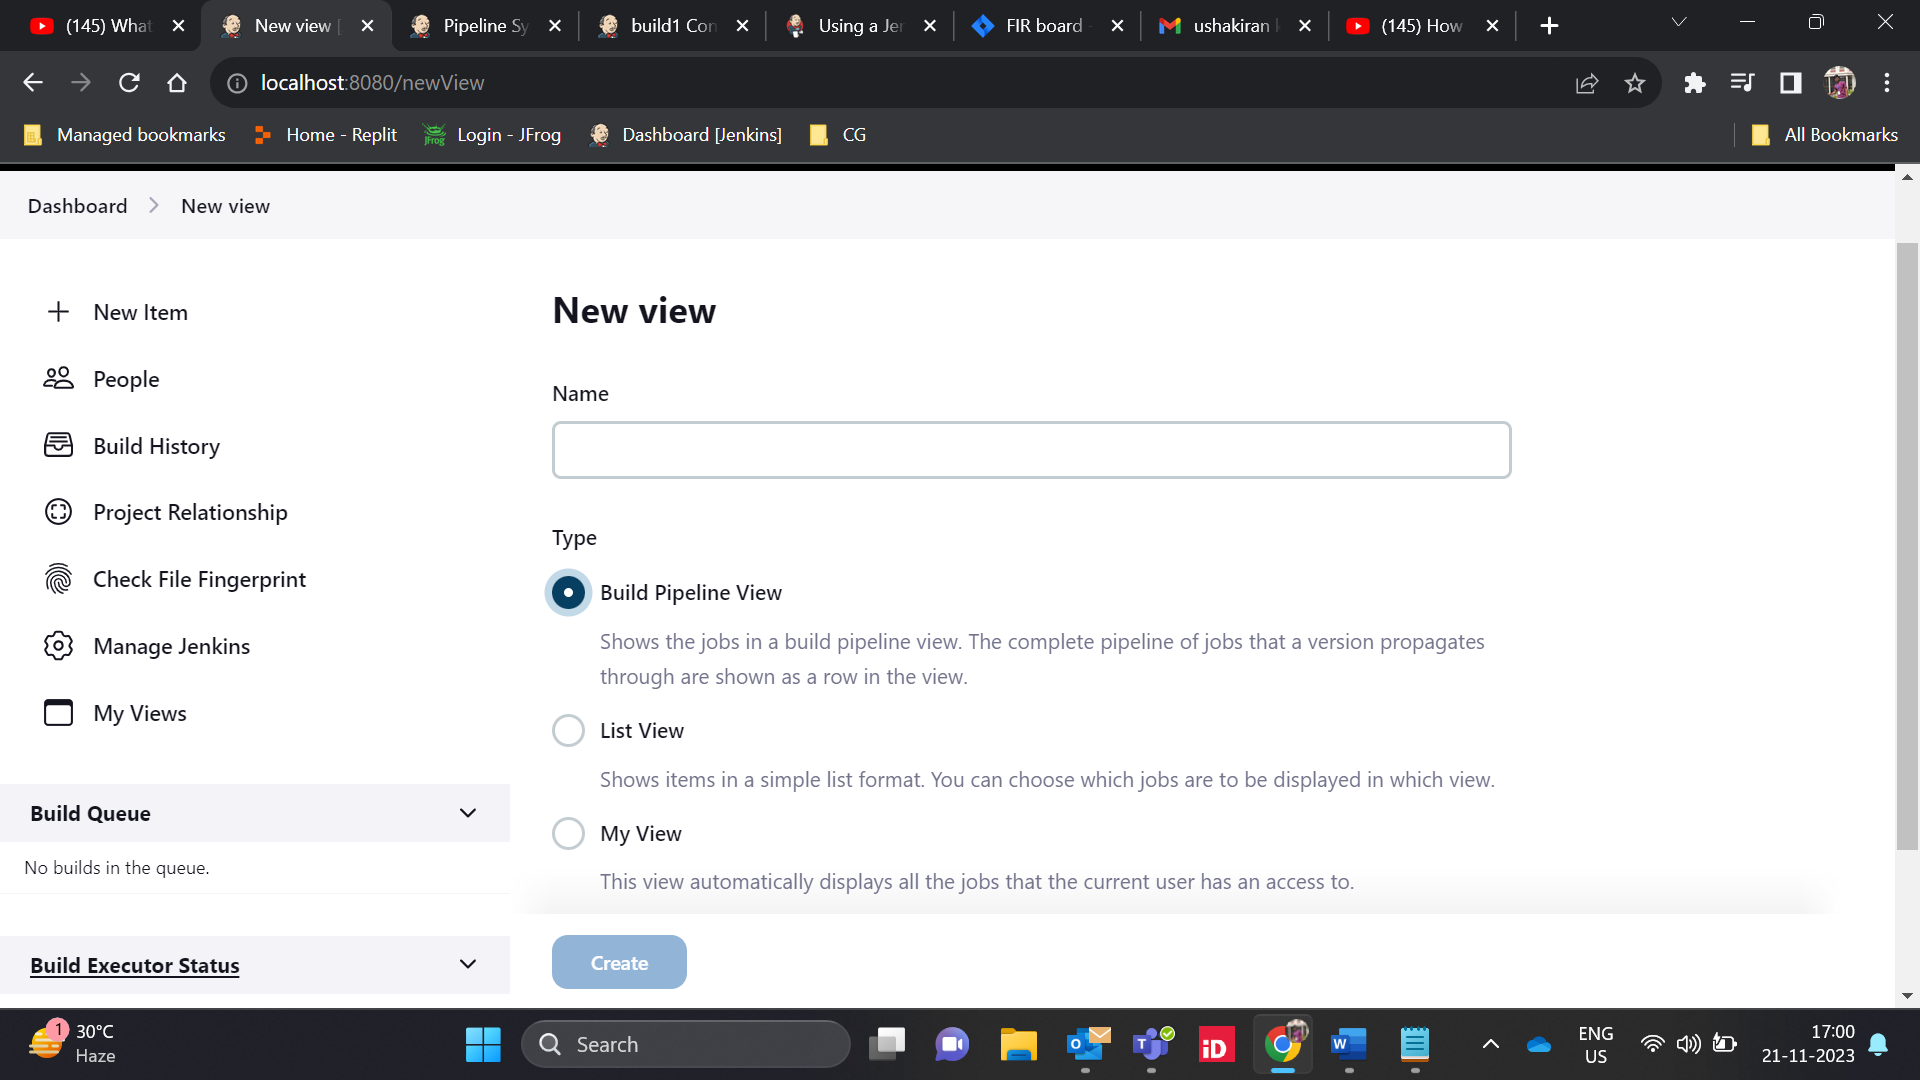 (145) What
New view [
Pipeline Sy
build1 Con
Using a Jen
FIR board -
ushakiran k
(145) How
localhost:8080/newView
Managed bookmarks
Home - Replit
Login - JFrog
Dashboard [Jenkins]
CG
All Bookmarks
Dashboard
New view
New Item
People
Build History
Project Relationship
Check File Fingerprint
Manage Jenkins
My Views
Build Queue
No builds in the queue.
Build Executor Status
New view
Name
Type
Build Pipeline View
Shows the jobs in a build pipeline view. The complete pipeline of jobs that a version propagates
through are shown as a row in the view.
List View
Shows items in a simple list format. You can choose which jobs are to be displayed in which view.
My View
This view automatically displays all the jobs that the current user has an access to.
Create
1
30°C
Haze
Search
iD
ENG
US
17:00
21-11-2023